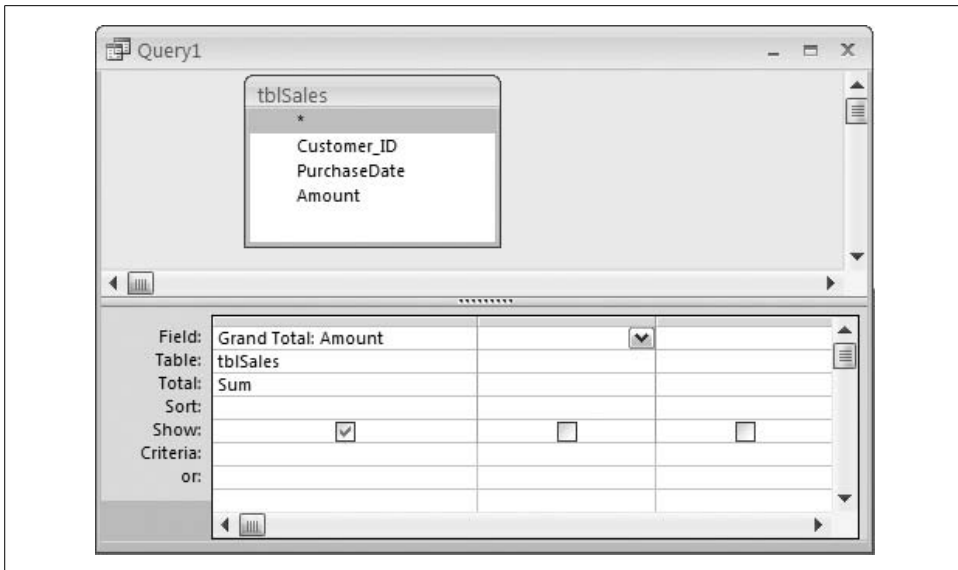 Query1
tblSales
*
Customer_ID
PurchaseDate
Amount
Field: Grand Total: Amount
Table: tblSales
Total: Sum
Sort:
Show:
Criteria:
or: